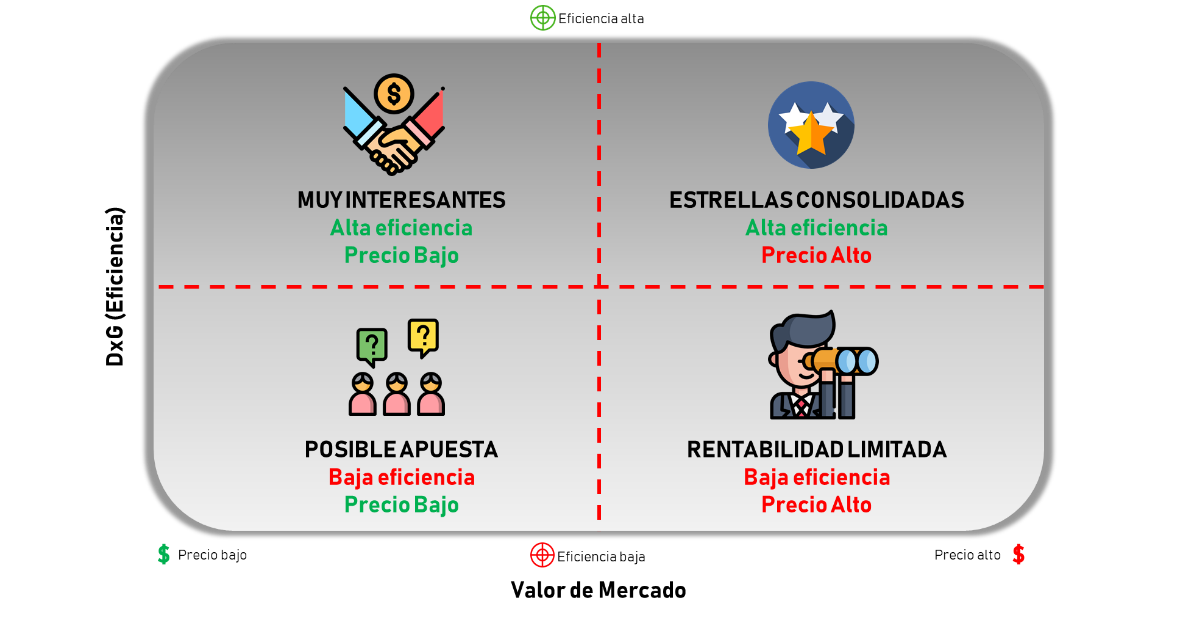 Eficiencia alta
MUY INTERESANTES
Alta eficiencia
Precio Bajo
ESTRELLAS CONSOLIDADAS
Alta eficiencia
Precio Alto
DxG (Eficiencia)
? ?
POSIBLE APUESTA
Baja eficiencia
Precio Bajo
RENTABILIDAD LIMITADA
Baja eficiencia
Precio Alto
$ Precio bajo
Eficiencia baja
Precio alto $
Valor de Mercado